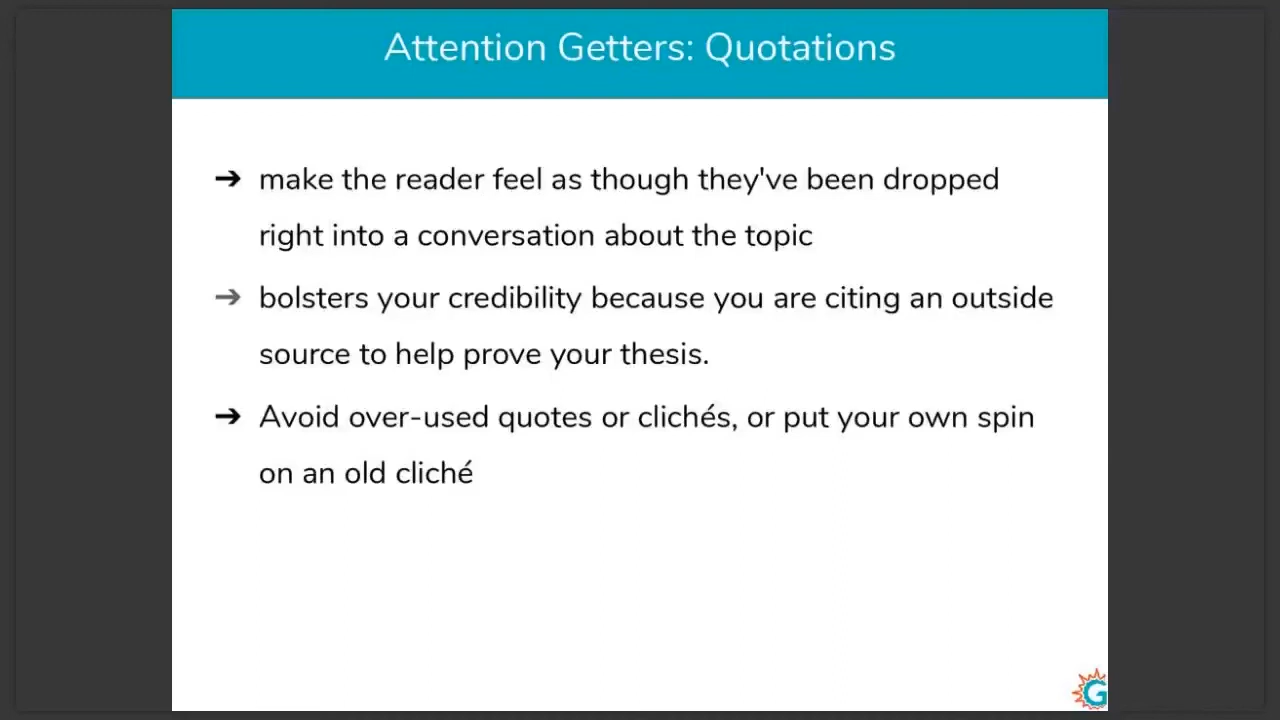 Attention Getters: Quotations
➔ make the reader feel as though they've been dropped
right into a conversation about the topic
➔ bolsters your credibility because you are citing an outside
source to help prove your thesis.
➔ Avoid over-used quotes or clichés, or put your own spin
on an old cliché
G